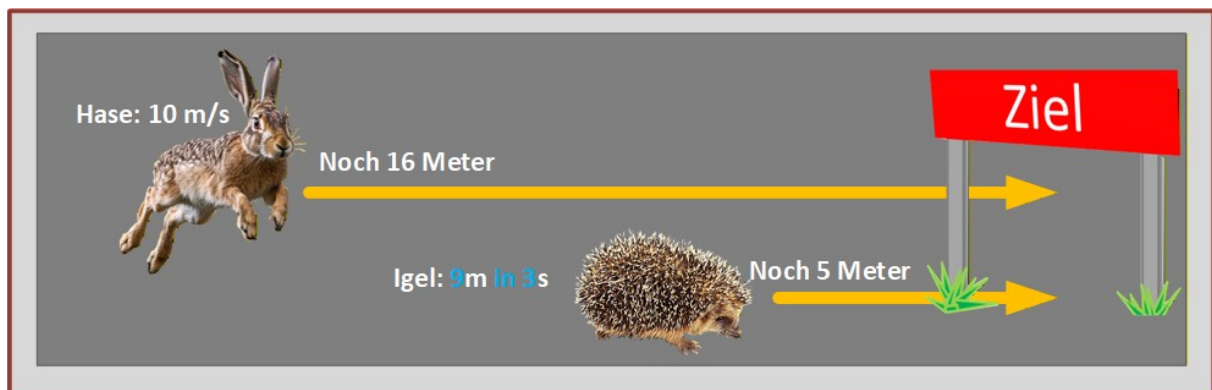 Hase: 10 m/s
Noch 16 Meter
Ziel
Igel: 9m in 3s
Noch 5 Meter